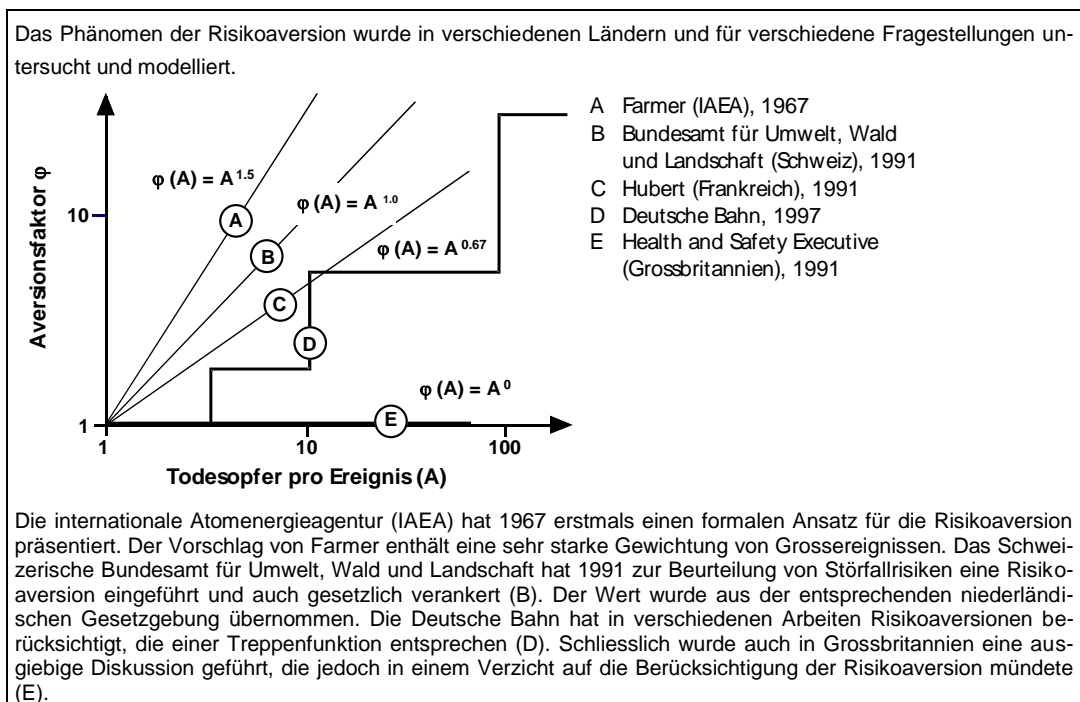 Das Phänomen der Risikoaversion wurde in verschiedenen Ländern und für verschiedene Fragestellungen un-
tersucht und modelliert.
Aversionsfaktor φ
10
1
φ (A) = A 1.5
φ (A) = A 1.0
φ (A) = A 0.67
φ (A) = A 0
A
B
C
D
E
1
10
100
Todesopfer pro Ereignis (A)
A Farmer (IAEA), 1967
B Bundesamt für Umwelt, Wald
und Landschaft (Schweiz), 1991
C Hubert (Frankreich), 1991
D Deutsche Bahn, 1997
E Health and Safety Executive
(Grossbritannien), 1991
Die internationale Atomenergieagentur (IAEA) hat 1967 erstmals einen formalen Ansatz für die Risikoaversion
präsentiert. Der Vorschlag von Farmer enthält eine sehr starke Gewichtung von Grossereignissen. Das Schwei-
zerische Bundesamt für Umwelt, Wald und Landschaft hat 1991 zur Beurteilung von Störfallrisiken eine Risiko-
aversion eingeführt und auch gesetzlich verankert (B). Der Wert wurde aus der entsprechenden niederländi-
schen Gesetzgebung übernommen. Die Deutsche Bahn hat in verschiedenen Arbeiten Risikoaversionen be-
rücksichtigt, die einer Treppenfunktion entsprechen (D). Schliesslich wurde auch in Grossbritannien eine aus-
giebige Diskussion geführt, die jedoch in einem Verzicht auf die Berücksichtigung der Risikoaversion mündete
(E).